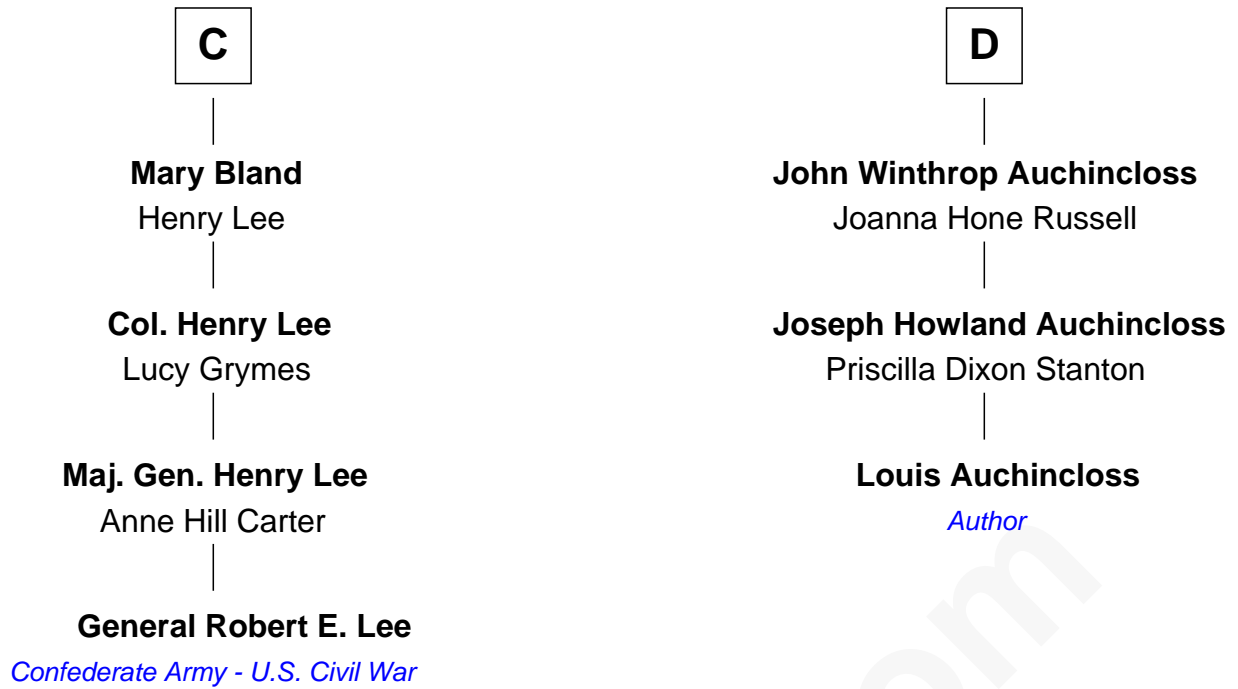 C
Mary Bland
Henry Lee
Col. Henry Lee
Lucy Grymes
Maj. Gen. Henry Lee
Anne Hill Carter
General Robert E. Lee
Confederate Army - U.S. Civil War
D
John Winthrop Auchincloss
Joanna Hone Russell
Joseph Howland Auchincloss
Priscilla Dixon Stanton
Louis Auchincloss
Author
om